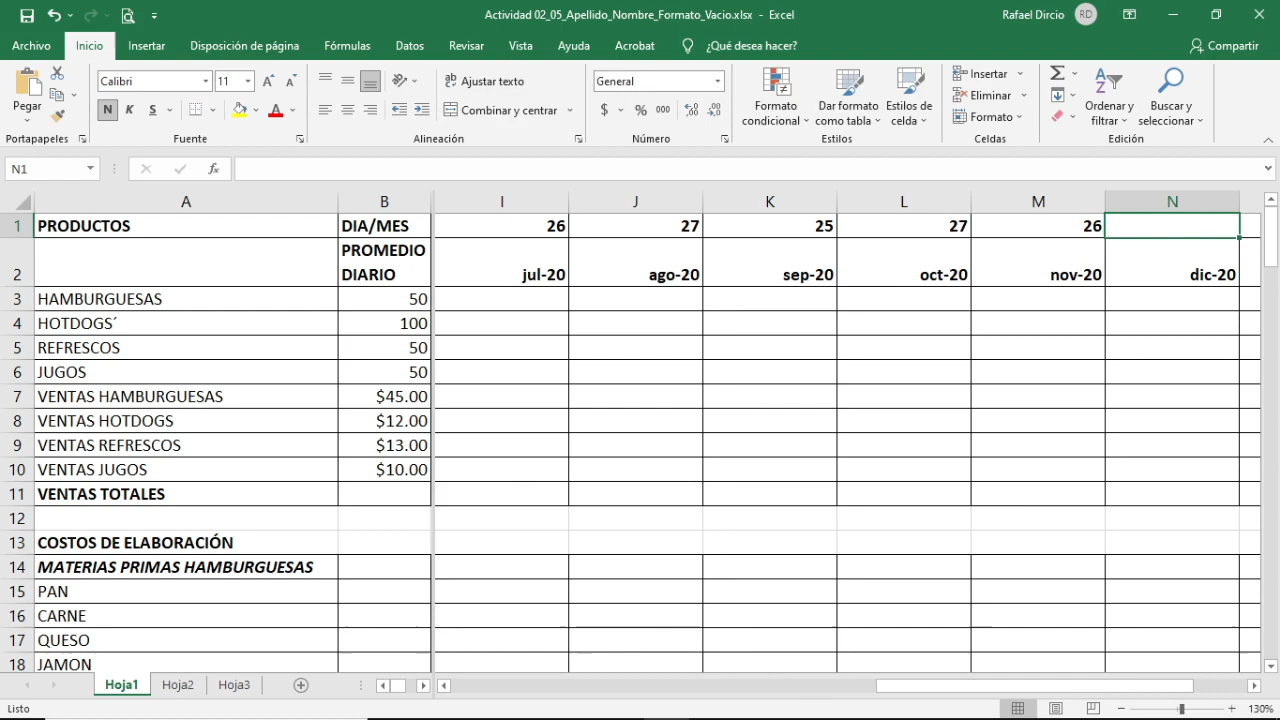 Actividad 02_05_Apellido_Nombre_Formato_Vacio.xlsx - Excel
Rafael Dircio RD
Archivo Inicio Insertar Disposición de página Fórmulas Datos Revisar Vista Ayuda Acrobat ¿Qué desea hacer? Compartir
Pegar
Portapapeles
Calibri 11
N K S
Fuente
Ajustar texto
Combinar y centrar
Alineación
General
$ % 000
Número
Formato condicional
Dar formato como tabla
Estilos de celda
Estilos
Insertar
Eliminar
Formato
Celdas
Ordenar y filtrar
Buscar y seleccionar
Edición
N1 fx
A B I J K L M N
1 PRODUCTOS DIA/MES 26 27 25 27 26
2 PROMEDIO DIARIO jul-20 ago-20 sep-20 oct-20 nov-20 dic-20
3 HAMBURGUESAS 50
4 HOTDOGS´ 100
5 REFRESCOS 50
6 JUGOS 50
7 VENTAS HAMBURGUESAS $45.00
8 VENTAS HOTDOGS $12.00
9 VENTAS REFRESCOS $13.00
10 VENTAS JUGOS $10.00
11 VENTAS TOTALES
12
13 COSTOS DE ELABORACIÓN
14 MATERIAS PRIMAS HAMBURGUESAS
15 PAN
16 CARNE
17 QUESO
18 JAMON
Hoja1 Hoja2 Hoja3
Listo 130%